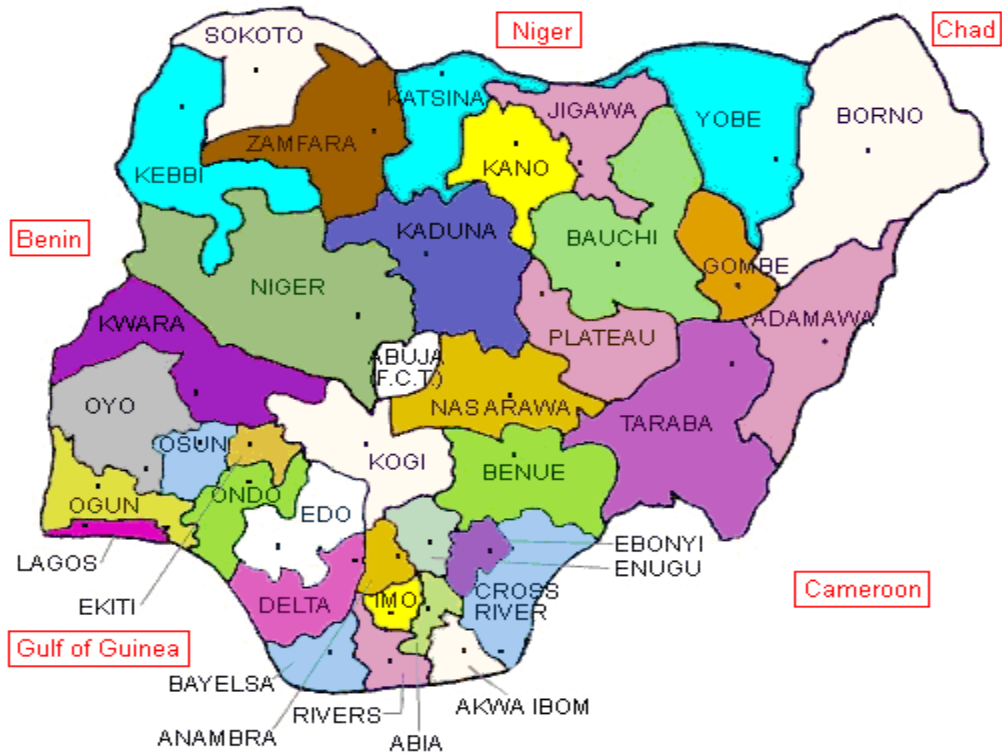 SOKOTO
Niger
Chad
KATSINA
JIGAWA
YOBE
BORNO
ZAMFARA
KANO
KEBBI
Benin
KADUNA
BAUCHI
GOMBE
NIGER
KWARA
PLATEAU
ADAMAWA
ABUJA
(F.C.T.)
OYO
NASARAWA
TARABA
OSUN
KOGI
BENUE
OGUN
ONDO
EDO
LAGOS
EBONYI
ENUGU
EKITI
DELTA
IMO
CROSS
RIVER
Cameroon
Gulf of Guinea
BAYELSA
RIVERS
AKWA IBOM
ANAMBRA
ABIA